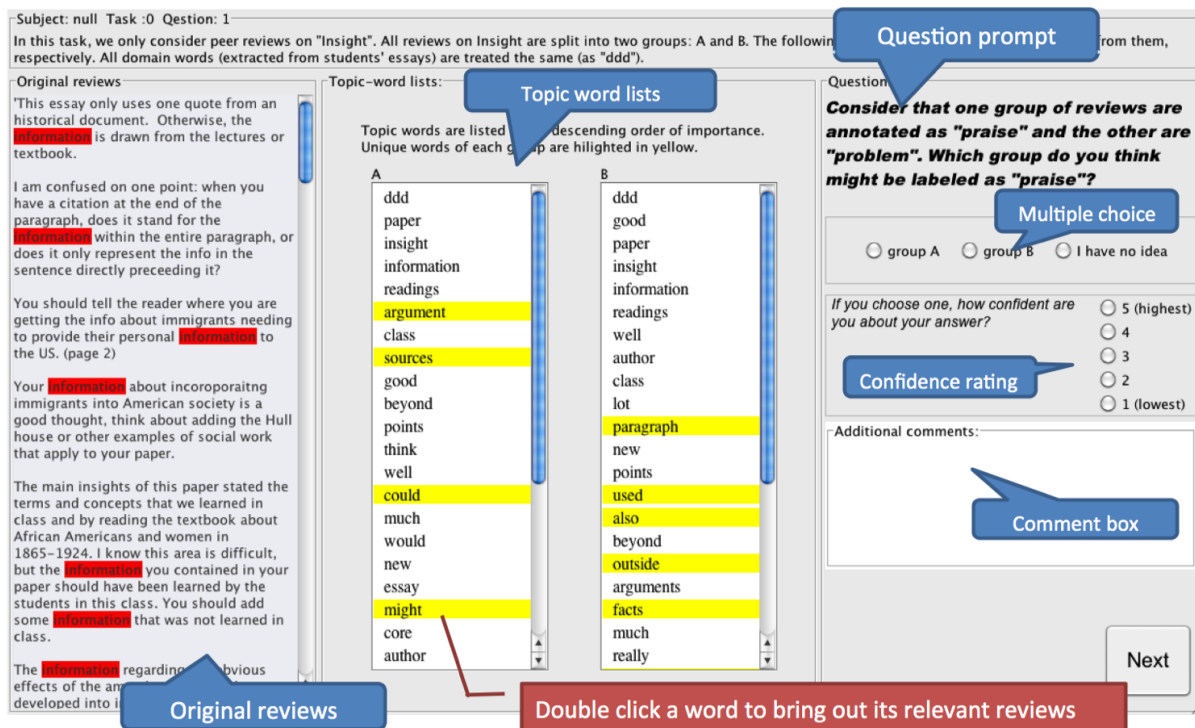 Subject: null Task :0 Qestion: 1
In this task, we only consider peer reviews on "Insight". All reviews on Insight are split into two groups: A and B. The following from them,
respectively. All domain words (extracted from students' essays) are treated the same (as "ddd").
Question prompt
Original reviews
'This essay only uses one quote from an
historical document. Otherwise, the
information is drawn from the lectures or
textbook.
I am confused on one point: when you
have a citation at the end of the
paragraph, does it stand for the
information within the entire paragraph, or
does it only represent the info in the
sentence directly preceeding it?
You should tell the reader where you are
getting the info about immigrants needing
to provide their personal information to
the US. (page 2)
Your information about incoroporaitng
immigrants into American society is a
good thought, think about adding the Hull
house or other examples of social work
that apply to your paper.
The main insights of this paper stated the
terms and concepts that we learned in
class and by reading the textbook about
African Americans and women in
1865-1924. I know this area is difficult,
but the information you contained in your
paper should have been learned by the
students in this class. You should add
some information that was not learned in
class.
The information regarding obvious
effects of the
developed into
Original reviews
Topic-word lists:
Topic word lists
Topic words are listed descending order of importance.
Unique words of each group are hilighted in yellow.
A
ddd
paper
insight
information
readings
argument
class
sources
good
beyond
points
think
well
could
much
would
new
essay
might
core
author
B
ddd
good
paper
insight
information
readings
well
author
class
lot
paragraph
new
points
used
also
beyond
outside
arguments
facts
much
really
Double click a word to bring out its relevant reviews
Question
Consider that one group of reviews are
annotated as "praise" and the other are
"problem". Which group do you think
might be labeled as "praise"?
Multiple choice
group A group B I have no idea
If you choose one, how confident are
you about your answer?
5 (highest)
4
3
2
1 (lowest)
Confidence rating
Additional comments:
Comment box
Next